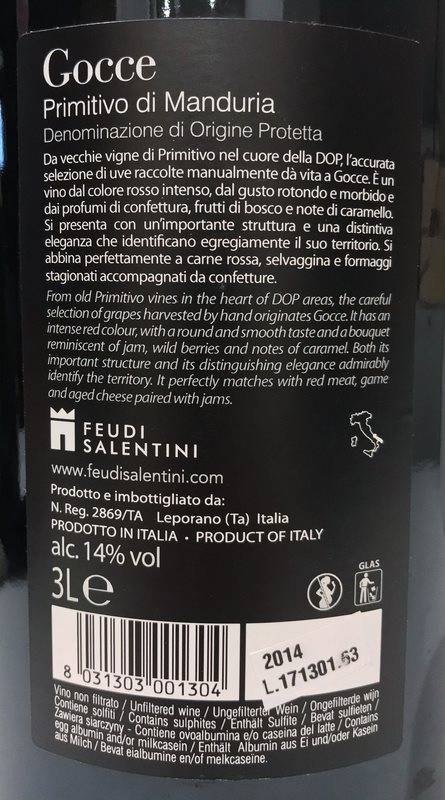 Gocce
Primitivo di Manduria
Denominazione di Origine Protetta
Da vecchie vigne di Primitivo nel cuore della DOP, l'accurata
selezione di uve raccolte manualmente dà vita a Gocce. È un
vino dal colore rosso intenso, dal gusto rotondo e morbido e
dai profumi di confettura, frutti di bosco e note di caramello.
Si presenta con un'importante struttura e una distintiva
eleganza che identificano egregiamente il suo territorio. Si
abbina perfettamente a carne rossa, selvaggina e formaggi
stagionati accompagnati da confetture.
From old Primitivo vines in the heart of DOP areas, the careful
selection of grapes harvested by hand originates Gocce. It has an
intense red colour, with a round and smooth taste and a bouquet
reminiscent of jam, wild berries and notes of caramel. Both its
important structure and its distinguishing elegance admirably
identify the territory. It perfectly matches with red meat, game
and aged cheese paired with jams.
FEUDI
SALENTINI
www.feudisalentini.com
Prodotto e imbottigliato da:
N. Reg. 2869/TA Leporano (Ta) Italia
PRODOTTO IN ITALIA • PRODUCT OF ITALY
alc. 14% vol
3L e
GLAS
8 031303 001304
2014
L.171301.63
Vino non filtrato / Unfiltered wine / Ungefilterter Wein / Ongefilterde wijn
Contiene solfiti / Contains sulphites / Enthält Sulfite / Bevat sulfieten /
Zawiera siarczyny - Contiene ovoalbumina e/o caseina del latte / Contains
egg albumin and/or milkcasein / Enthält Albumin aus Ei und/oder Kasein
aus Milch / Bevat eialbumine en/of melkcaseine.